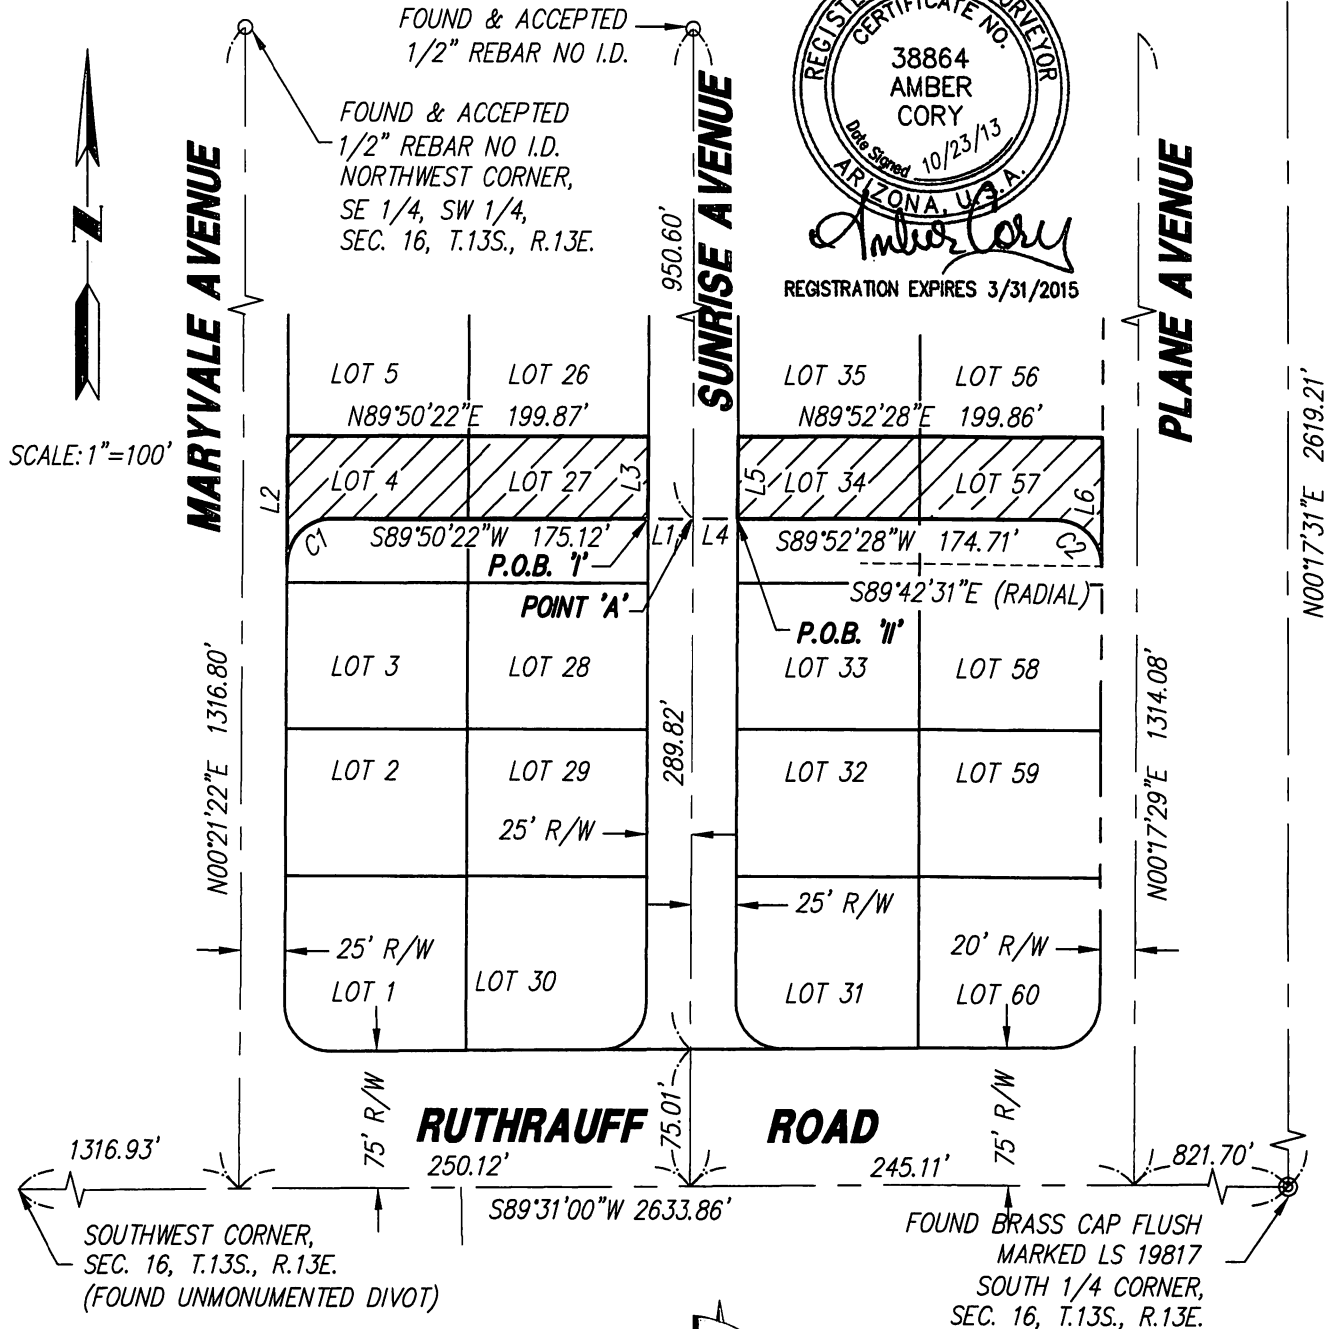 FOUND & ACCEPTED
1/2" REBAR NO I.D.
FOUND & ACCEPTED
1/2" REBAR NO I.D.
NORTHWEST CORNER,
SE 1/4, SW 1/4,
SEC. 16, T.13S., R.13E.
CERTIFICATE NO.
38864
AMBER
CORY
Date Signed 10/23/13
ARIZONA, U.S.A.
Amber Cory
REGISTRATION EXPIRES 3/31/2015
MARYVALE AVENUE
SUNRISE AVENUE
PLANE AVENUE
950.60'
N
SCALE: 1"=100'
LOT 5
LOT 26
LOT 35
LOT 56
N89°50'22"E 199.87'
N89°52'28"E 199.86'
L2
LOT 4
LOT 27
L3
L5
LOT 34
LOT 57
L6
C1
S89°50'22"W 175.12'
L1
L4
S89°52'28"W 174.71'
C2
P.O.B. 'I'
S89°42'31"E (RADIAL)
POINT 'A'
P.O.B. 'II'
LOT 3
LOT 28
LOT 33
LOT 58
N00°21'22"E 1316.80'
289.82'
N00°17'29"E 1314.08'
N00°17'31"E 2619.21'
LOT 2
LOT 29
LOT 32
LOT 59
25' R/W
25' R/W
25' R/W
20' R/W
LOT 1
LOT 30
LOT 31
LOT 60
75' R/W
75.01'
75' R/W
RUTHRAUFF ROAD
1316.93'
250.12'
245.11'
821.70'
S89°31'00"W 2633.86'
SOUTHWEST CORNER,
SEC. 16, T.13S., R.13E.
(FOUND UNMONUMENTED DIVOT)
FOUND BRASS CAP FLUSH
MARKED LS 19817
SOUTH 1/4 CORNER,
SEC. 16, T.13S., R.13E.